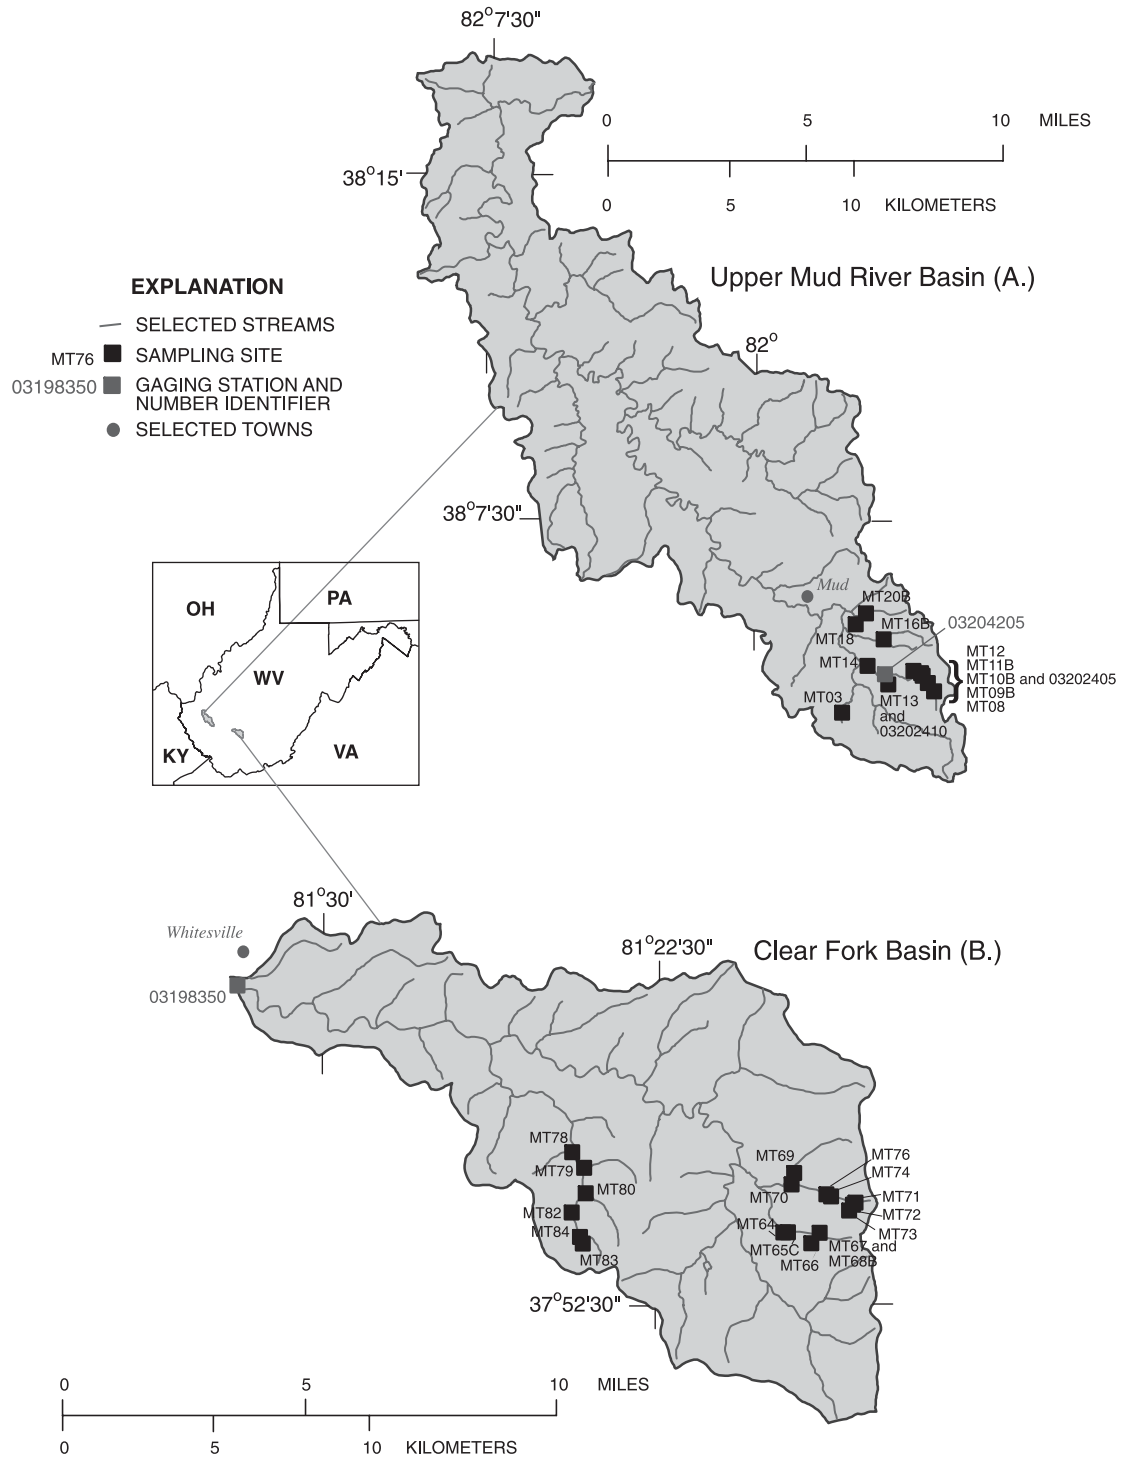 82°7'30"
0 5 10 MILES
38°15'
0 5 10 KILOMETERS
Upper Mud River Basin (A.)
EXPLANATION
SELECTED STREAMS
MT76 SAMPLING SITE
03198350 GAGING STATION AND
NUMBER IDENTIFIER
SELECTED TOWNS
82°
38°7'30"
Mud
MT20B
MT16B
03204205
MT18
MT14
MT12
MT11B
MT10B and 03202405
MT09B
MT08
MT03
MT13
and
03202410
OH
PA
WV
KY
VA
81°30'
Whitesville
03198350
81°22'30"
Clear Fork Basin (B.)
MT78
MT79
MT80
MT82
MT84
MT83
MT69
MT76
MT74
MT70
MT71
MT72
MT73
MT64
MT65C
MT66
MT67 and
MT68B
37°52'30"
0 5 10 MILES
0 5 10 KILOMETERS